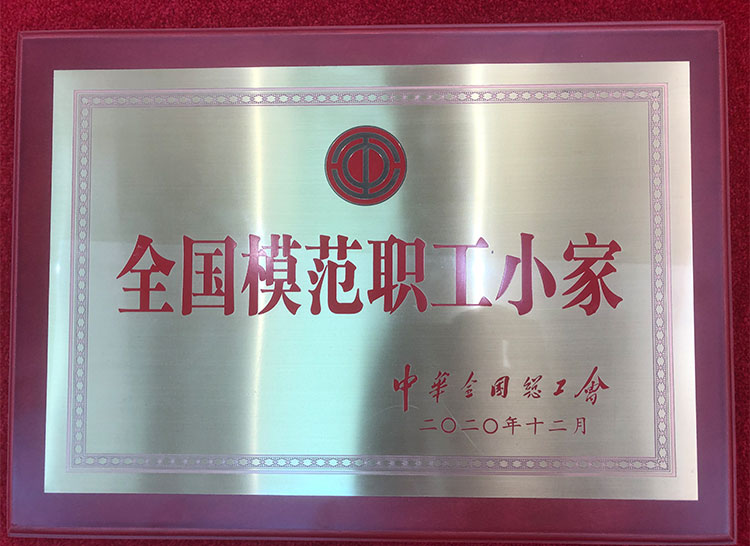 全国模范职工小家
中华全国总工会
二〇二〇年十二月